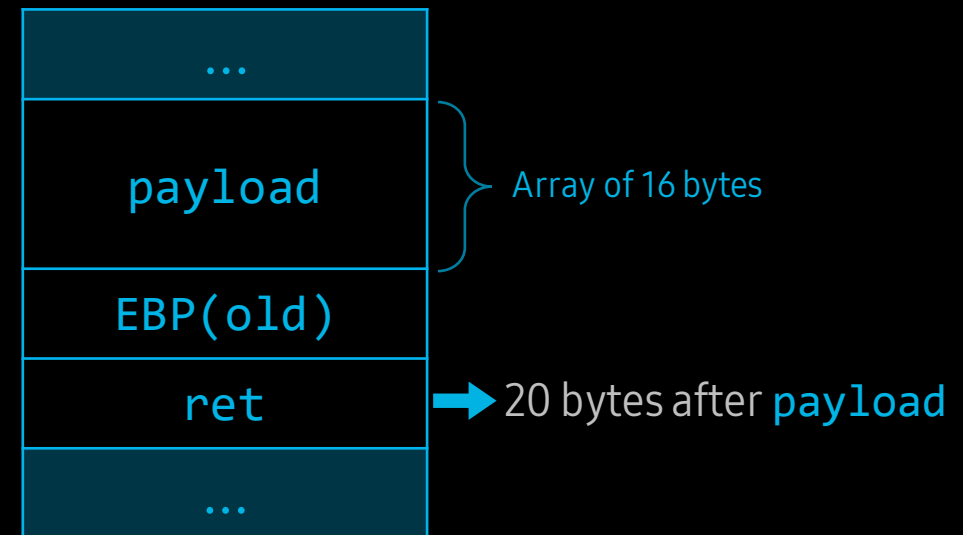 ...
payload
Array of 16 bytes
EBP(old)
ret
20 bytes after payload
...